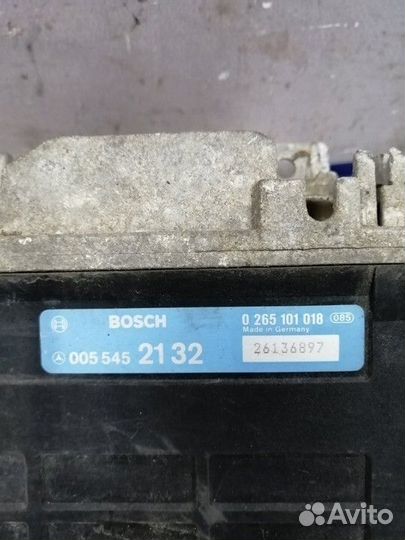 BOSCH
0 265 101 018 085
Made in Germany
005 545 21 32
26136897
Avito